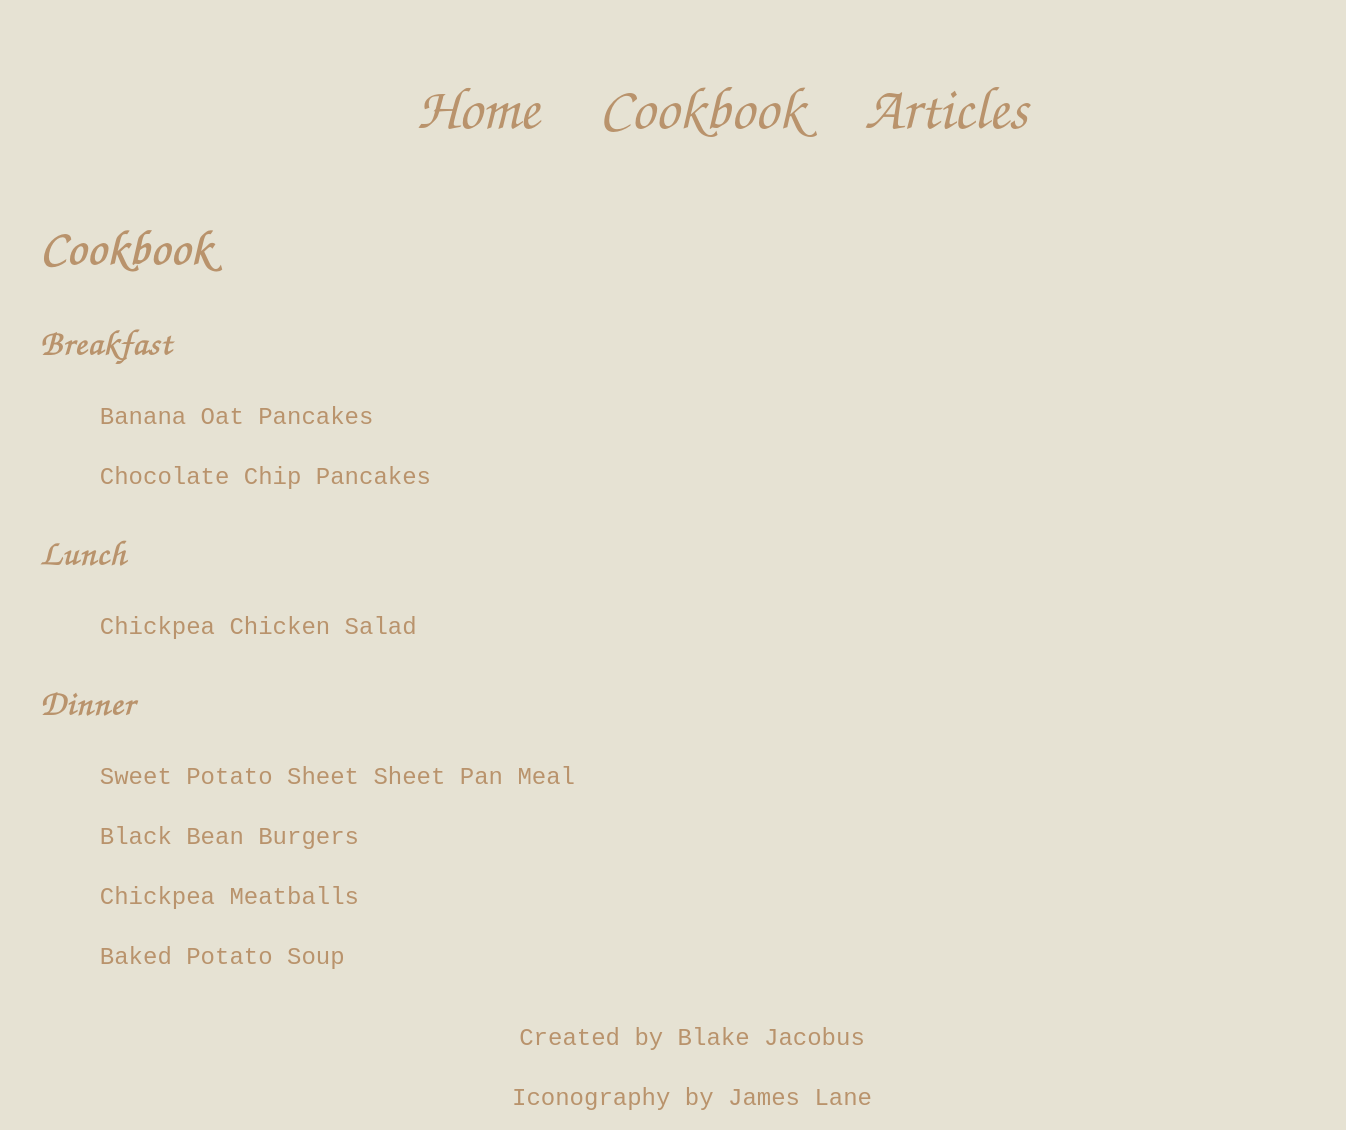 Home Cookbook Articles
Cookbook
Breakfast
Banana Oat Pancakes
Chocolate Chip Pancakes
Lunch
Chickpea Chicken Salad
Dinner
Sweet Potato Sheet Sheet Pan Meal
Black Bean Burgers
Chickpea Meatballs
Baked Potato Soup
Created by Blake Jacobus
Iconography by James Lane